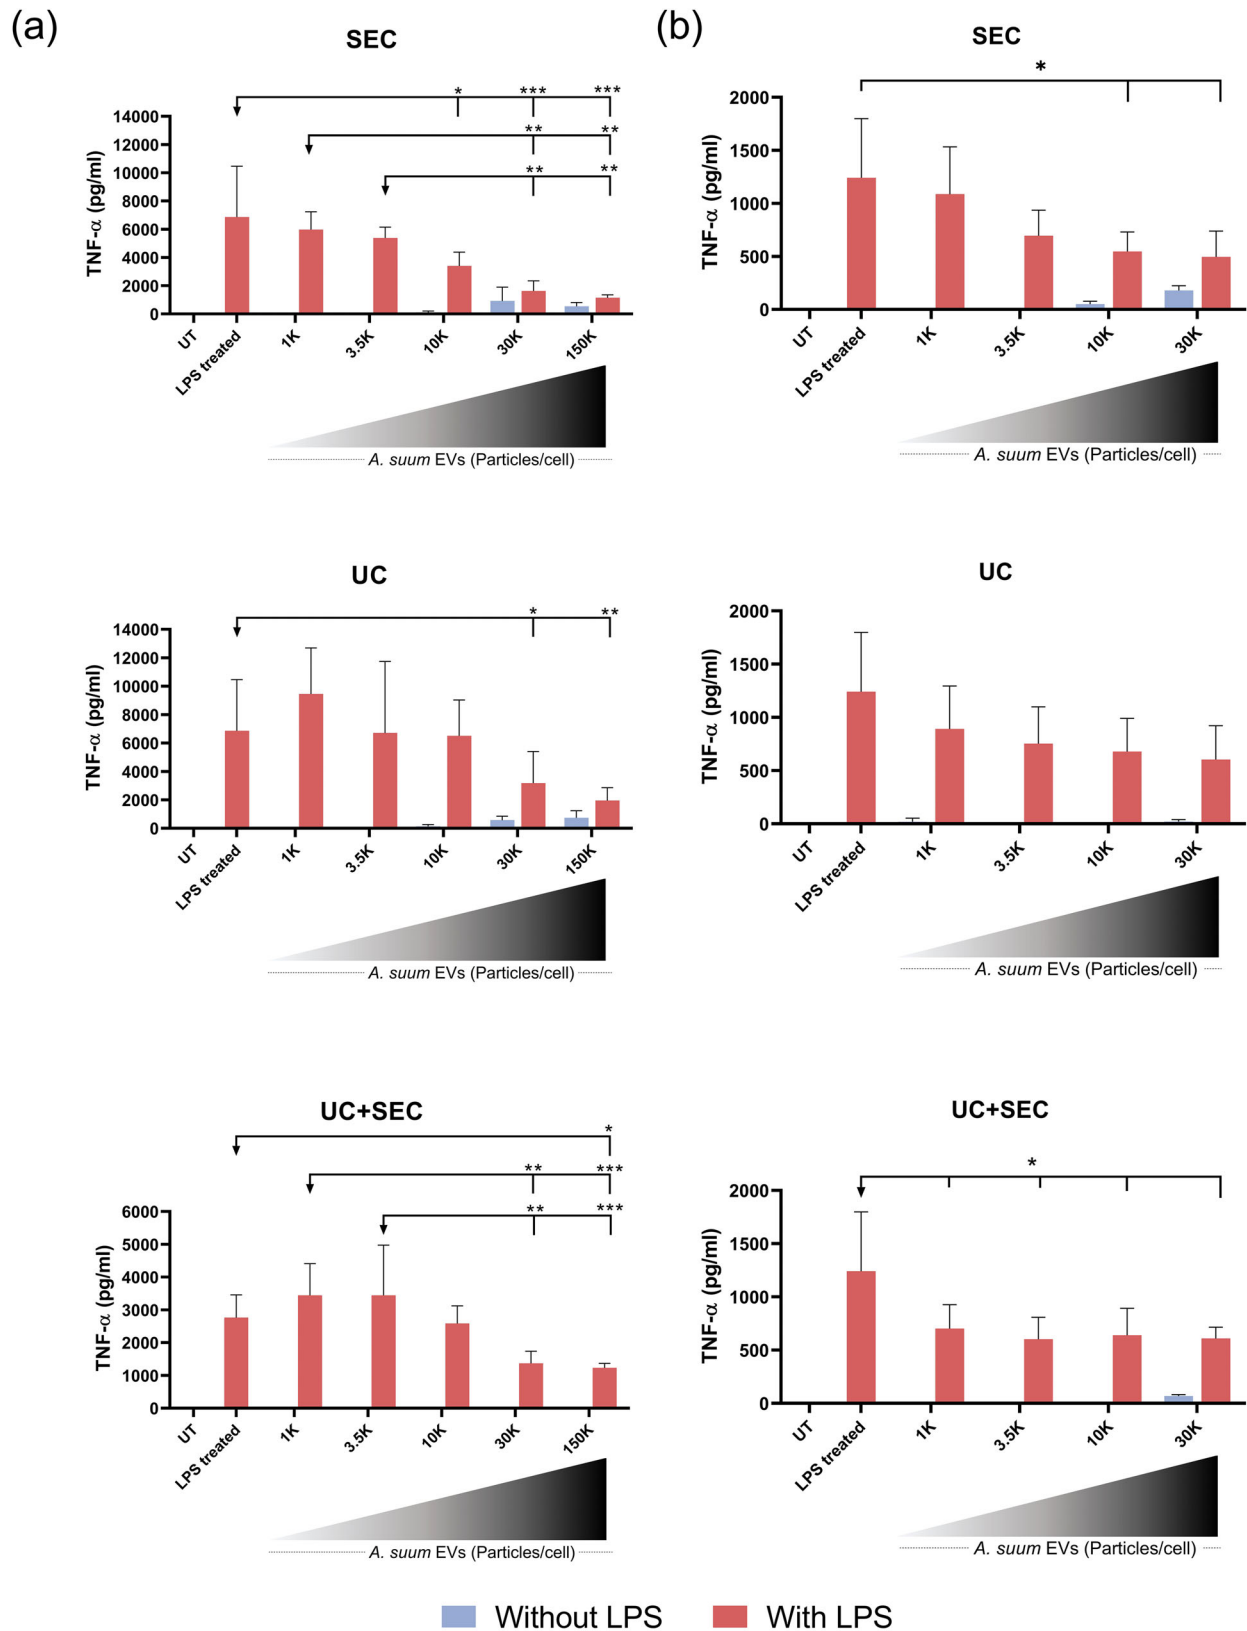 (a)
SEC
* *** ***
** **
** **
TNF-α (pg/ml)
14000
12000
10000
8000
6000
4000
2000
0
UT
LPS treated
1K
3.5K
10K
30K
150K
A. suum EVs (Particles/cell)
UC
* **
TNF-α (pg/ml)
14000
12000
10000
8000
6000
4000
2000
0
UT
LPS treated
1K
3.5K
10K
30K
150K
A. suum EVs (Particles/cell)
UC+SEC
*
** ***
** ***
TNF-α (pg/ml)
6000
5000
4000
3000
2000
1000
0
UT
LPS treated
1K
3.5K
10K
30K
150K
A. suum EVs (Particles/cell)
(b)
SEC
*
TNF-α (pg/ml)
2000
1500
1000
500
0
UT
LPS treated
1K
3.5K
10K
30K
A. suum EVs (Particles/cell)
UC
TNF-α (pg/ml)
2000
1500
1000
500
0
UT
LPS treated
1K
3.5K
10K
30K
A. suum EVs (Particles/cell)
UC+SEC
*
TNF-α (pg/ml)
2000
1500
1000
500
0
UT
LPS treated
1K
3.5K
10K
30K
A. suum EVs (Particles/cell)
Without LPS
With LPS